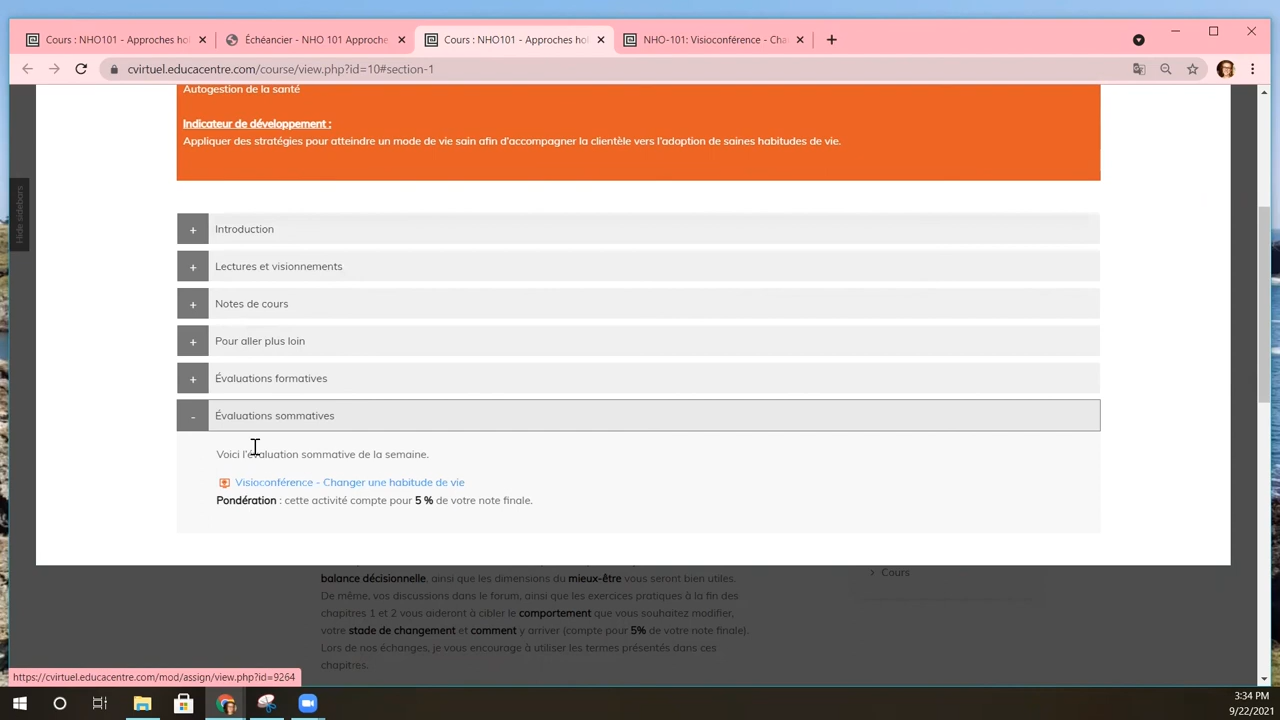 Cours : NHO101 - Approches ho
Échéancier - NHO 101 Approche
Cours : NHO101 - Approches ho
NHO-101: Visioconférence - Cha
cvirtuel.educacentre.com/course/view.php?id=10#section-1
Autogestion de la santé
Indicateur de développement :
Appliquer des stratégies pour atteindre un mode de vie sain afin d'accompagner la clientèle vers l'adoption de saines habitudes de vie.
Hide sidebars
+ Introduction
+ Lectures et visionnements
+ Notes de cours
+ Pour aller plus loin
+ Évaluations formatives
- Évaluations sommatives
Voici l'évaluation sommative de la semaine.
Visioconférence - Changer une habitude de vie
Pondération : cette activité compte pour 5 % de votre note finale.
Cours
balance décisionnelle, ainsi que les dimensions du mieux-être vous seront bien utiles.
De même, vos discussions dans le forum, ainsi que les exercices pratiques à la fin des
chapitres 1 et 2 vous aideront à cibler le comportement que vous souhaitez modifier,
votre stade de changement et comment y arriver (compte pour 5% de votre note finale).
Lors de nos échanges, je vous encourage à utiliser les termes présentés dans ces
chapitres.
https://cvirtuel.educacentre.com/mod/assign/view.php?id=9264
3:34 PM
9/22/2021